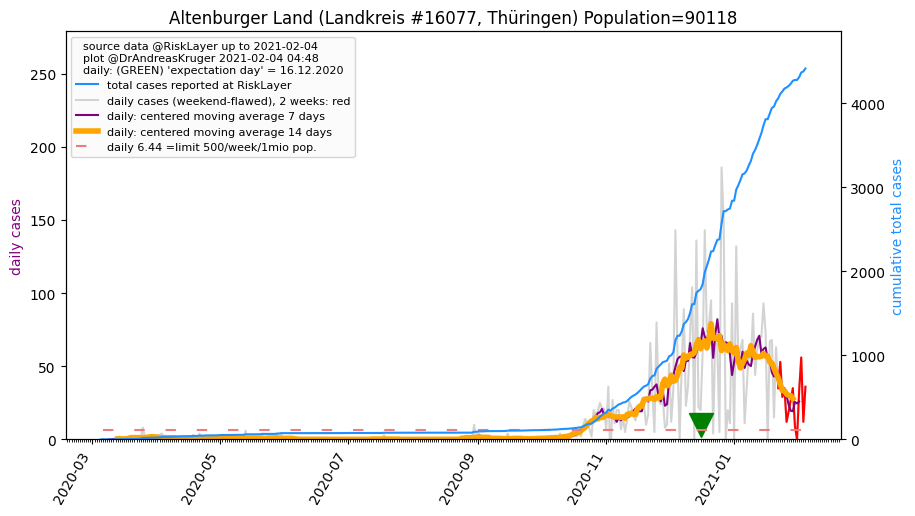 Altenburger Land (Landkreis #16077, Thüringen) Population=90118
source data @RiskLayer up to 2021-02-04
plot @DrAndreasKruger 2021-02-04 04:48
daily: (GREEN) 'expectation day' = 16.12.2020
total cases reported at RiskLayer
daily cases (weekend-flawed), 2 weeks: red
daily: centered moving average 7 days
daily: centered moving average 14 days
daily 6.44 =limit 500/week/1mio pop.
daily cases
250
200
150
100
50
0
cumulative total cases
4000
3000
2000
1000
0
2020-03
2020-05
2020-07
2020-09
2020-11
2021-01